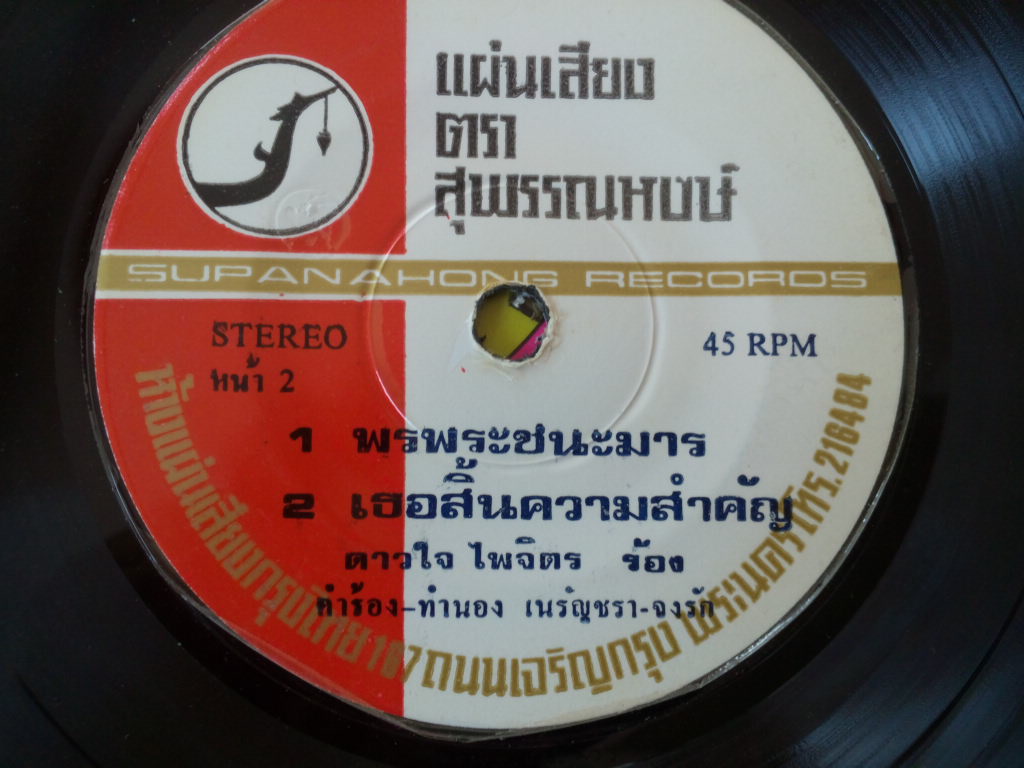 แผ่นเสียง
ตรา
สุพรรณหงษ์
SUPANAHONG RECORDS
STEREO
45 RPM
หน้า 2
1 พรพระชนะมาร
2 เธอสิ้นความสำคัญ
ดาวใจ ไพจิตร ร้อง
คำร้อง-ทำนอง เนรัญชรา-จงรัก
ห้างแผ่นเสียงกรุงไทย 107 ถนนเจริญกรุง พระนคร โทร.216484